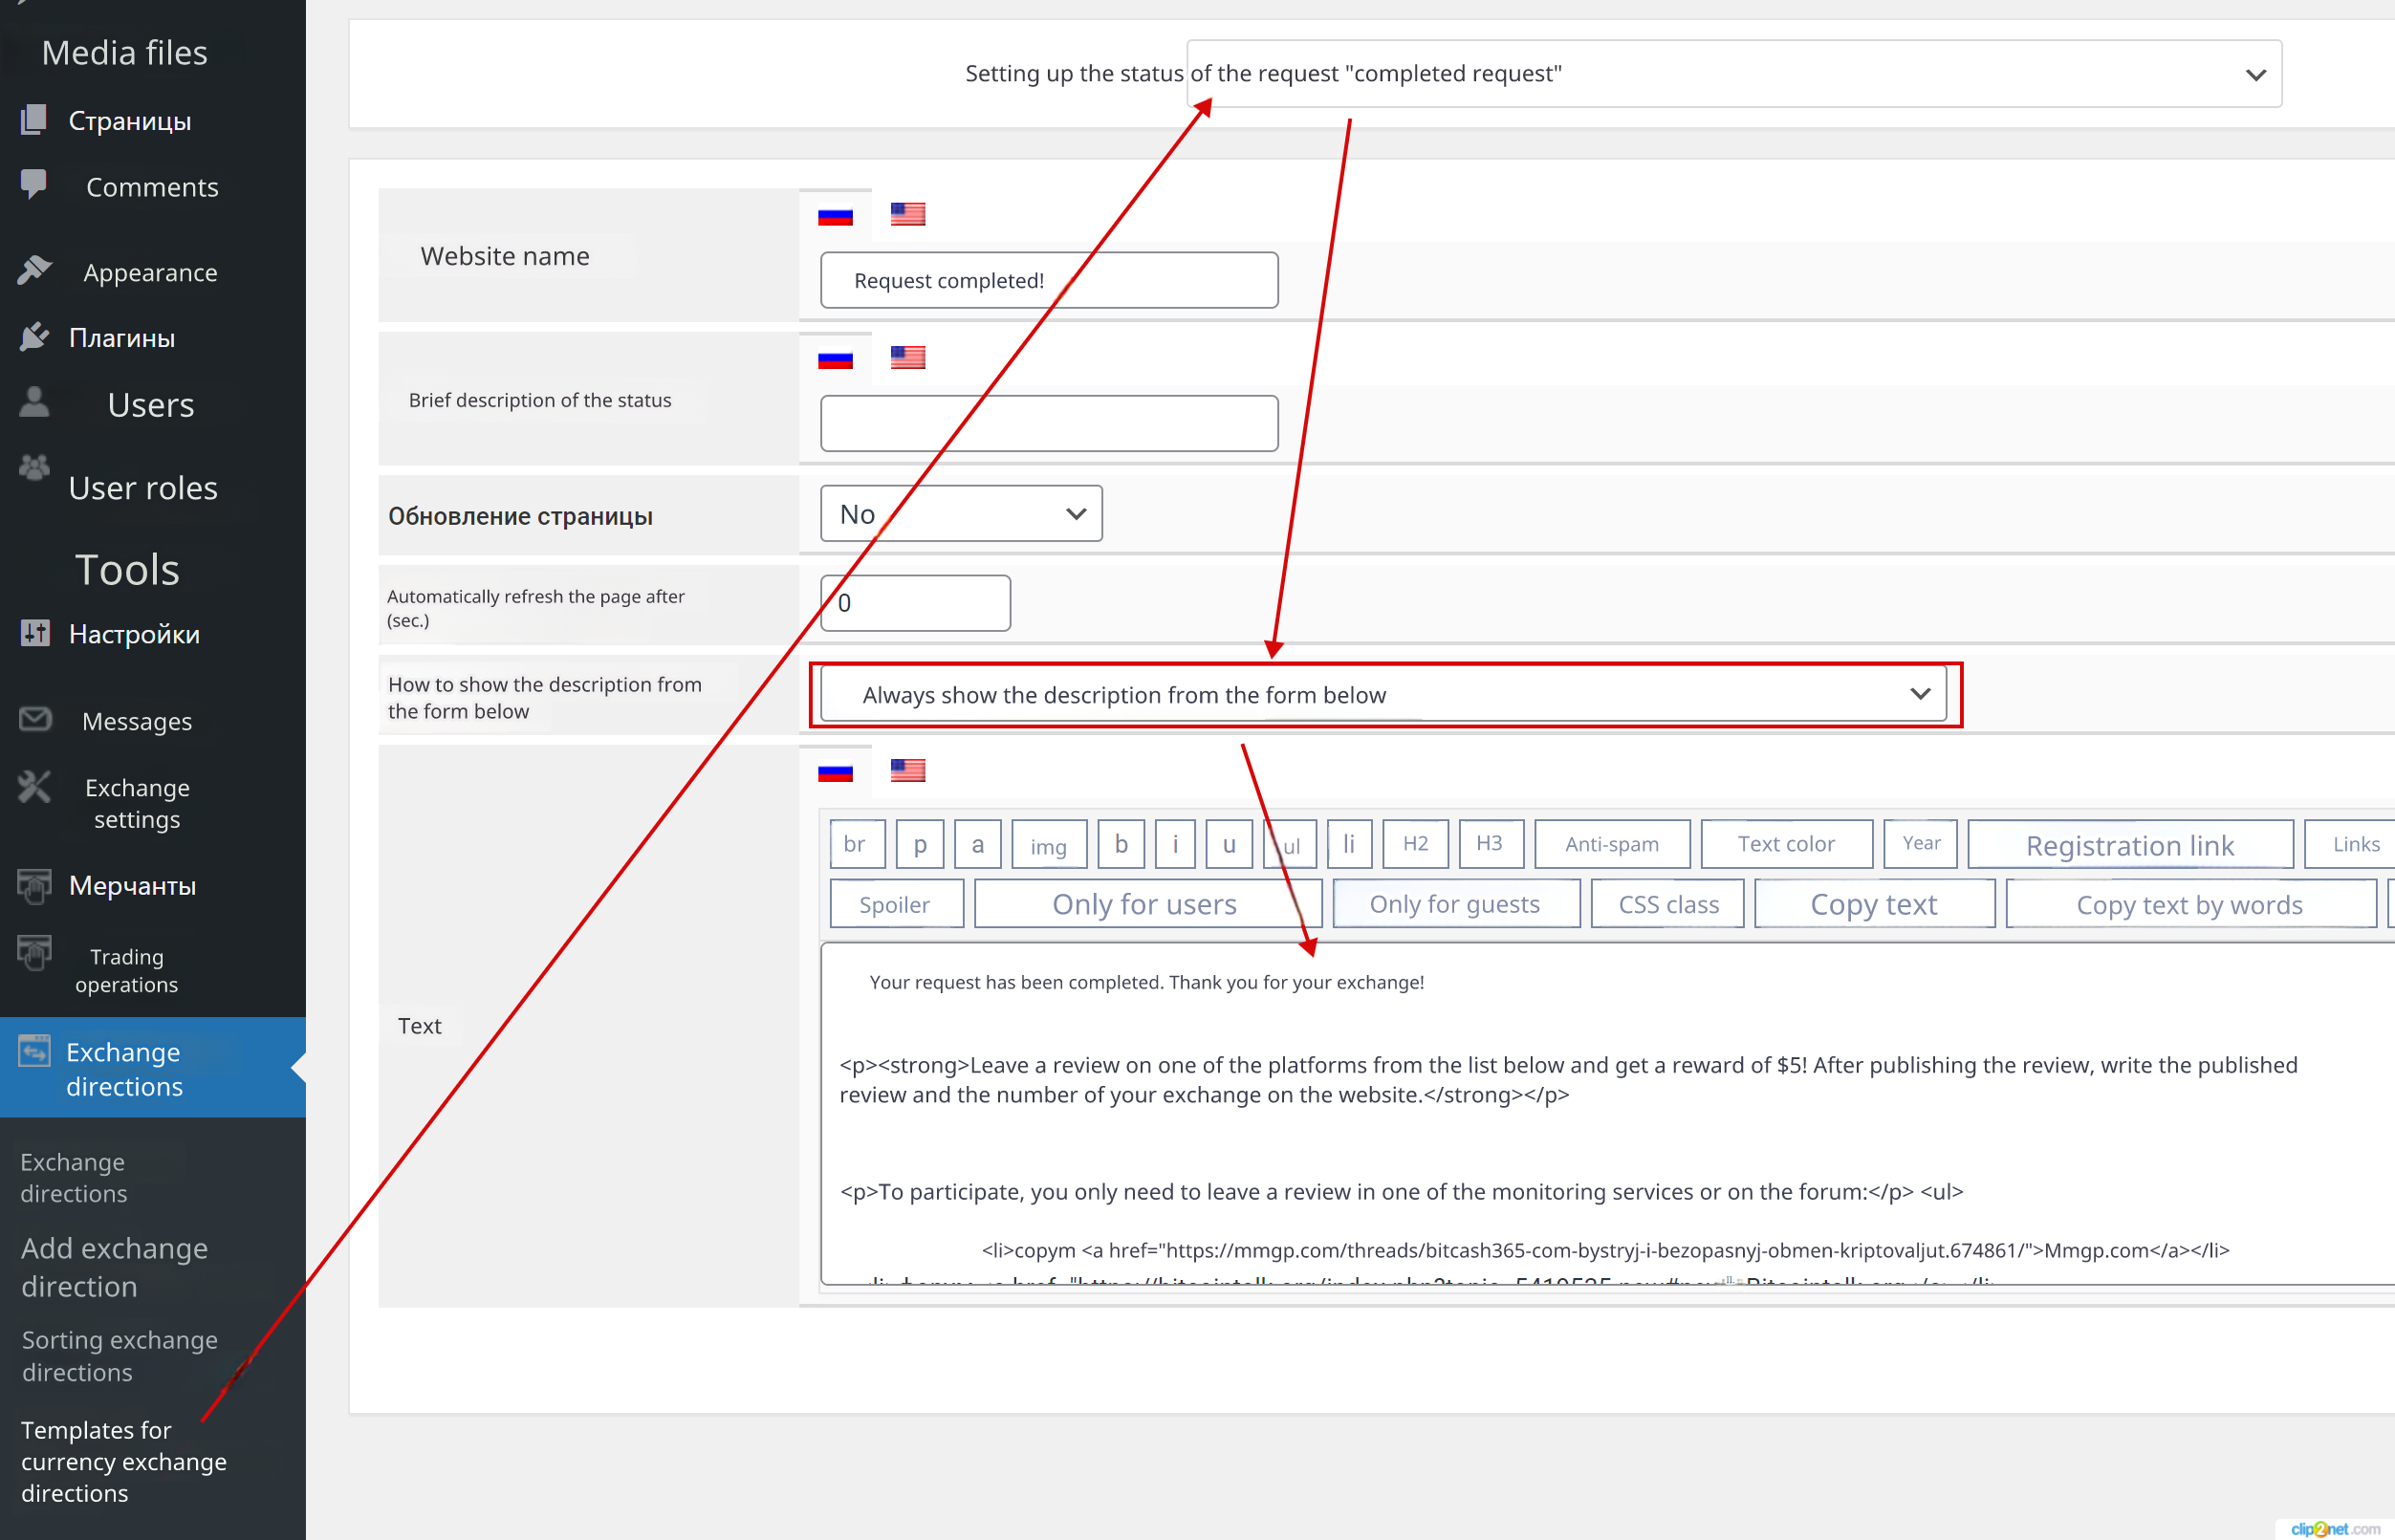 Media files
Страницы
Comments
Appearance
Плагины
Users
User roles
Tools
Настройки
Messages
Exchange
settings
Мерчанты
Trading
operations
Exchange
directions
Exchange
directions
Add exchange
direction
Sorting exchange
directions
Templates for
currency exchange
directions
Setting up the status of the request "completed request"
Website name
Request completed!
Brief description of the status
Обновление страницы
No
Automatically refresh the page after
(sec.)
0
How to show the description from
the form below
Always show the description from the form below
Text
br p a img b i u ul li H2 H3 Anti-spam Text color Year Registration link Links
Spoiler Only for users Only for guests CSS class Copy text Copy text by words
Your request has been completed. Thank you for your exchange!
<p><strong>Leave a review on one of the platforms from the list below and get a reward of $5! After publishing the review, write the published
review and the number of your exchange on the website.</strong></p>
<p>To participate, you only need to leave a review in one of the monitoring services or on the forum:</p> <ul>
<li>copym <a href="https://mmgp.com/threads/bitcash365-com-bystryj-i-bezopasnyj-obmen-kriptovaljut.674861/">Mmgp.com</a></li>
clip2net.com